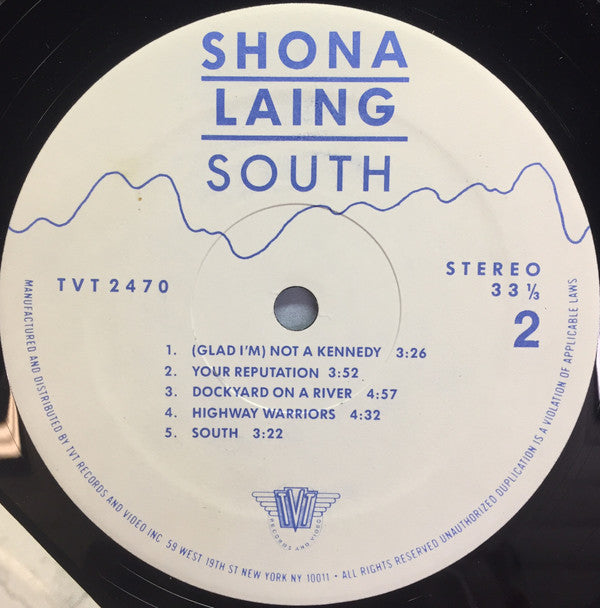 SHONA
LAING
SOUTH
TVT 2470
STEREO
33 ⅓
2
1. (GLAD I'M) NOT A KENNEDY 3:26
2. YOUR REPUTATION 3:52
3. DOCKYARD ON A RIVER 4:57
4. HIGHWAY WARRIORS 4:32
5. SOUTH 3:22
TVT
RECORDS AND VIDEO
MANUFACTURED AND DISTRIBUTED BY TVT RECORDS AND VIDEO INC 59 WEST 19TH ST NEW YORK NY 10011 • ALL RIGHTS RESERVED UNAUTHORIZED DUPLICATION IS A VIOLATION OF APPLICABLE LAWS